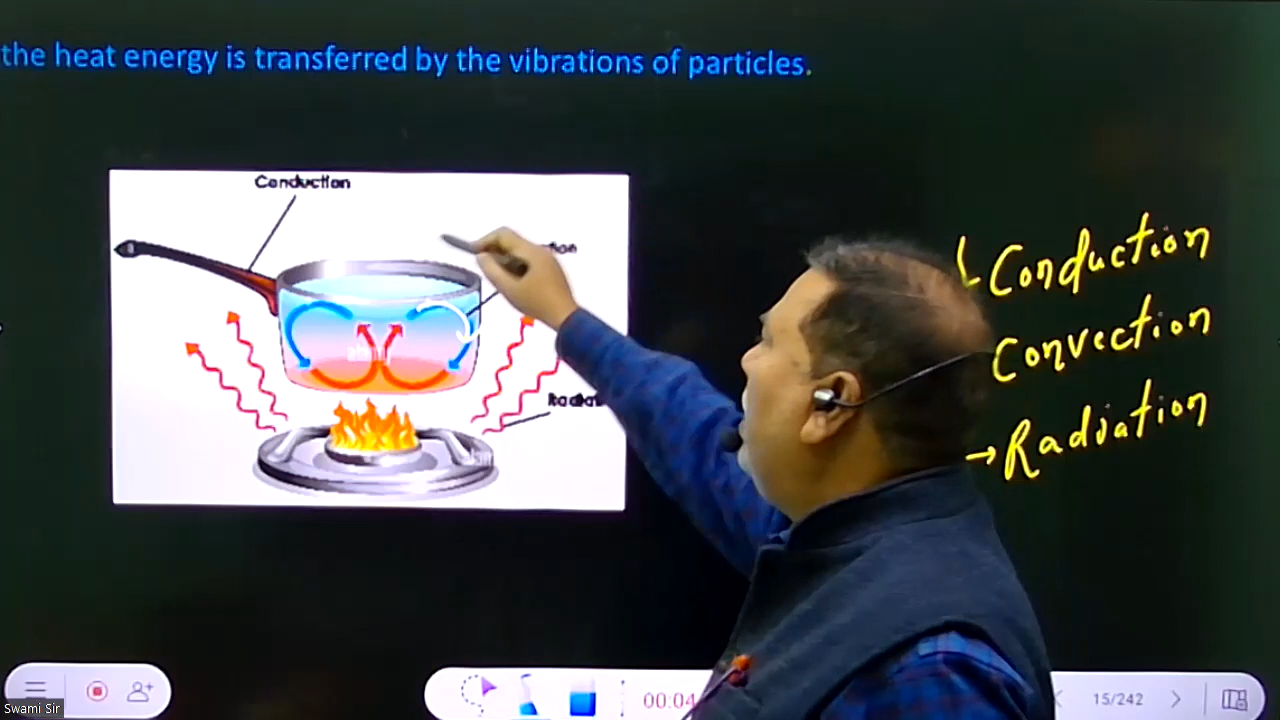 the heat energy is transferred by the vibrations of particles.
Conduction
Conduction
Convection
→ Radiation
00:04
15/242
Swami Sir